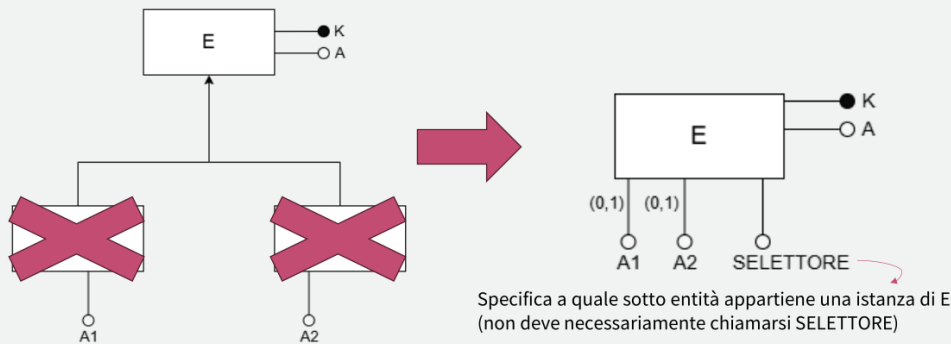 E
K
A
A1
A2
E
K
A
(0,1)
(0,1)
A1
A2
SELETTORE
Specifica a quale sotto entità appartiene una istanza di E
(non deve necessariamente chiamarsi SELETTORE)